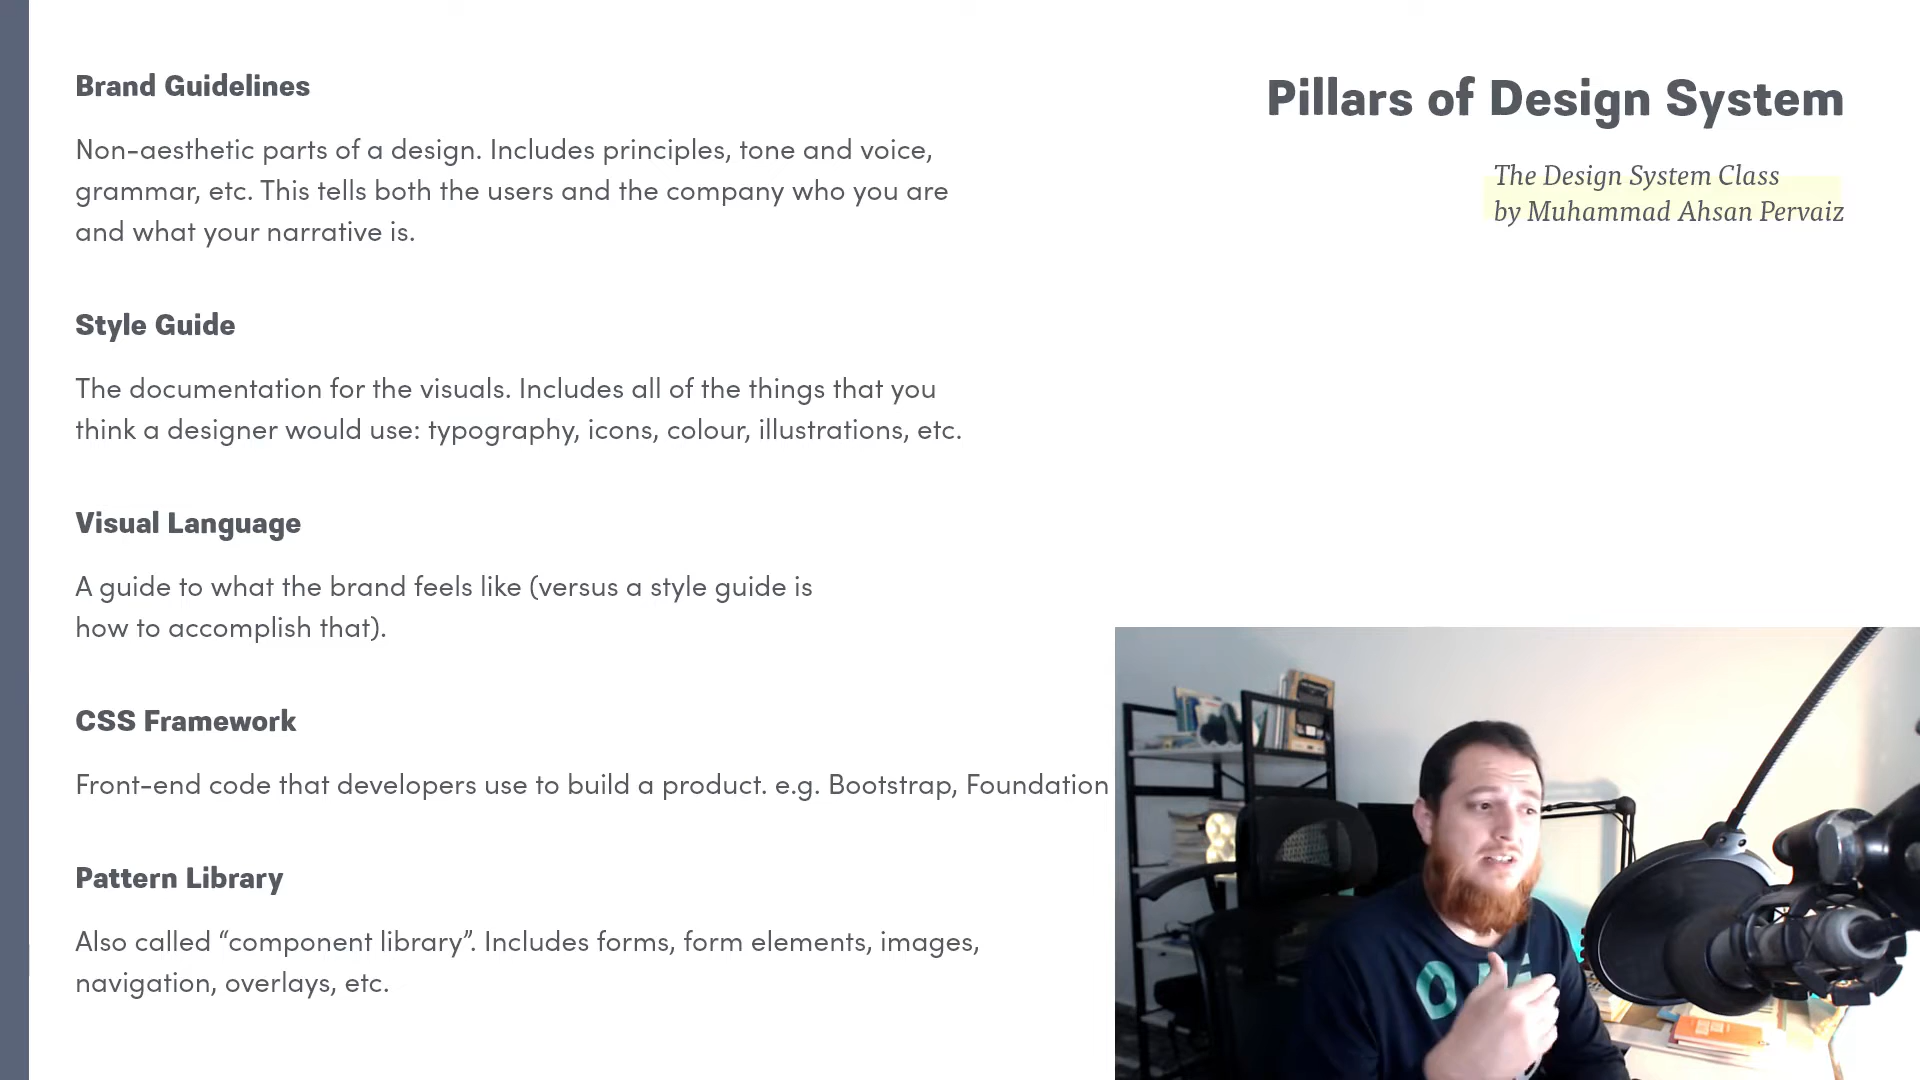 Brand Guidelines
Non-aesthetic parts of a design. Includes principles, tone and voice,
grammar, etc. This tells both the users and the company who you are
and what your narrative is.
Style Guide
The documentation for the visuals. Includes all of the things that you
think a designer would use: typography, icons, colour, illustrations, etc.
Visual Language
A guide to what the brand feels like (versus a style guide is
how to accomplish that).
CSS Framework
Front-end code that developers use to build a product. e.g. Bootstrap, Foundation
Pattern Library
Also called “component library”. Includes forms, form elements, images,
navigation, overlays, etc.
Pillars of Design System
The Design System Class
by Muhammad Ahsan Pervaiz